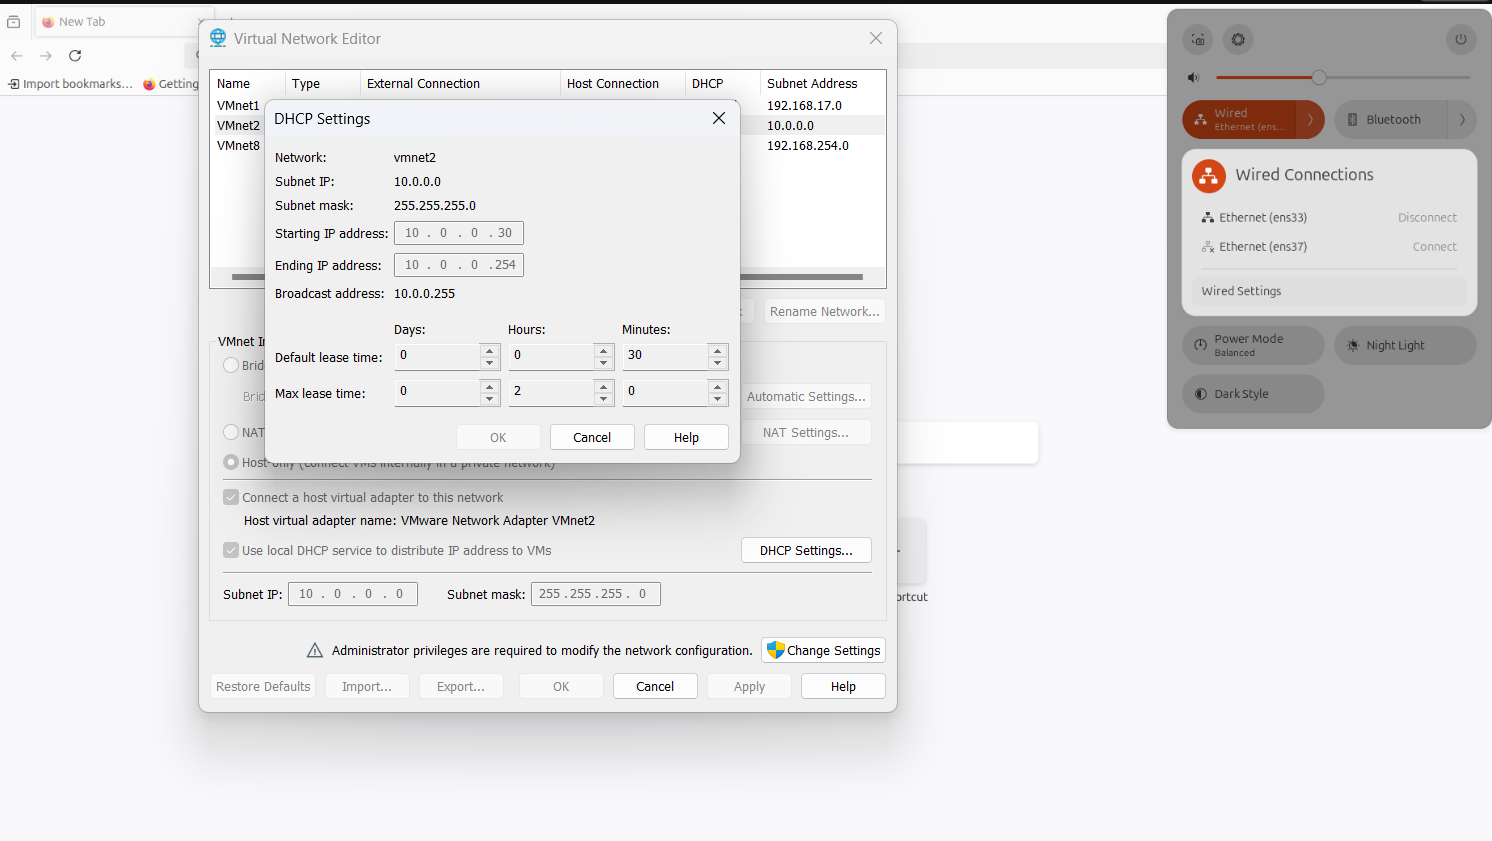 New Tab
Import bookmarks...
Getting
Virtual Network Editor
Name Type External Connection Host Connection DHCP Subnet Address
VMnet1 192.168.17.0
VMnet2 10.0.0.0
VMnet8 192.168.254.0
DHCP Settings
Network: vmnet2
Subnet IP: 10.0.0.0
Subnet mask: 255.255.255.0
Starting IP address: 10 . 0 . 0 . 30
Ending IP address: 10 . 0 . 0 . 254
Broadcast address: 10.0.0.255
Days: Hours: Minutes:
Default lease time: 0 0 30
Max lease time: 0 2 0
OK Cancel Help
Rename Network...
VMnet In
Brid
Brid
Automatic Settings...
NAT
NAT Settings...
Host-only (connect VMs internally in a private network)
Connect a host virtual adapter to this network
Host virtual adapter name: VMware Network Adapter VMnet2
Use local DHCP service to distribute IP address to VMs
DHCP Settings...
Subnet IP: 10 . 0 . 0 . 0 Subnet mask: 255 . 255 . 255 . 0
Administrator privileges are required to modify the network configuration.
Change Settings
Restore Defaults Import... Export... OK Cancel Apply Help
ortcut
Wired
Ethernet (ens...
Bluetooth
Wired Connections
Ethernet (ens33) Disconnect
Ethernet (ens37) Connect
Wired Settings
Power Mode
Balanced
Night Light
Dark Style